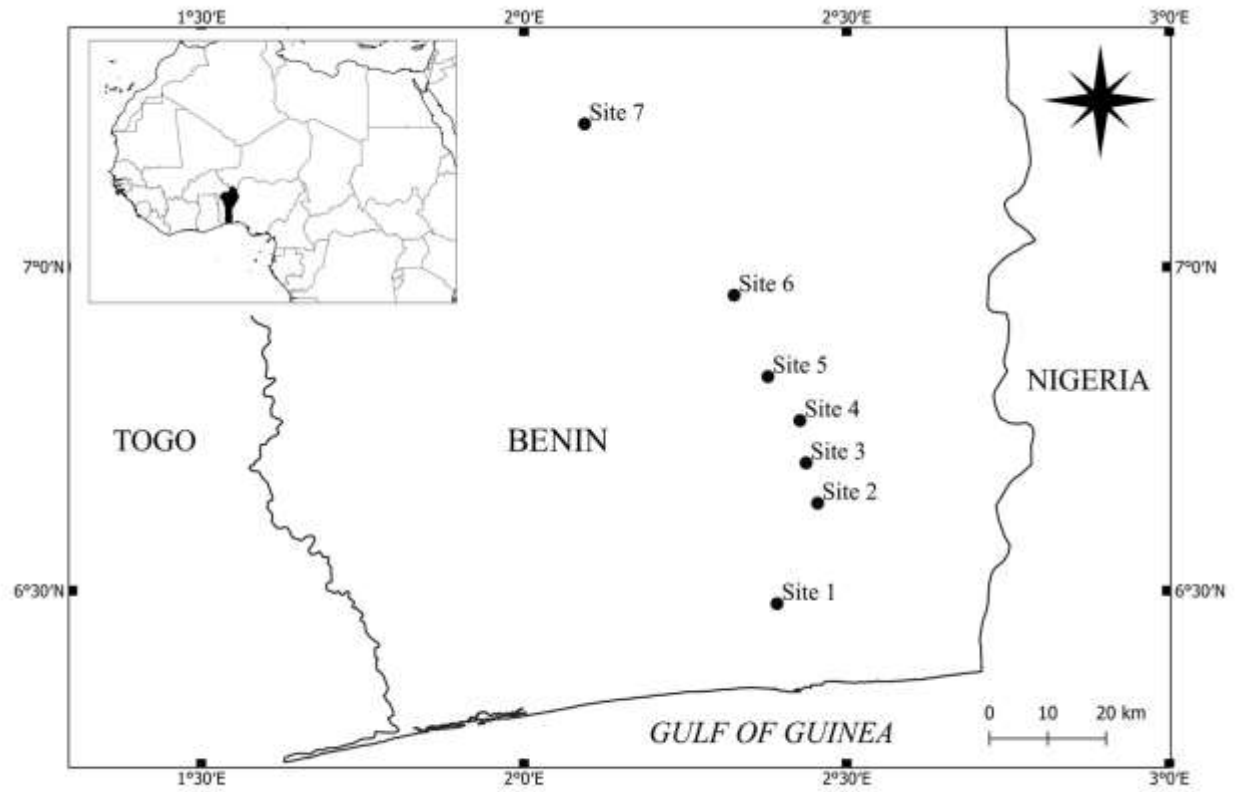 1°30'E 2°0'E 2°30'E 3°0'E
Site 7
7°0'N 7°0'N
Site 6
Site 5
NIGERIA
Site 4
TOGO BENIN
Site 3
Site 2
6°30'N 6°30'N
Site 1
0 10 20 km
GULF OF GUINEA
1°30'E 2°0'E 2°30'E 3°0'E